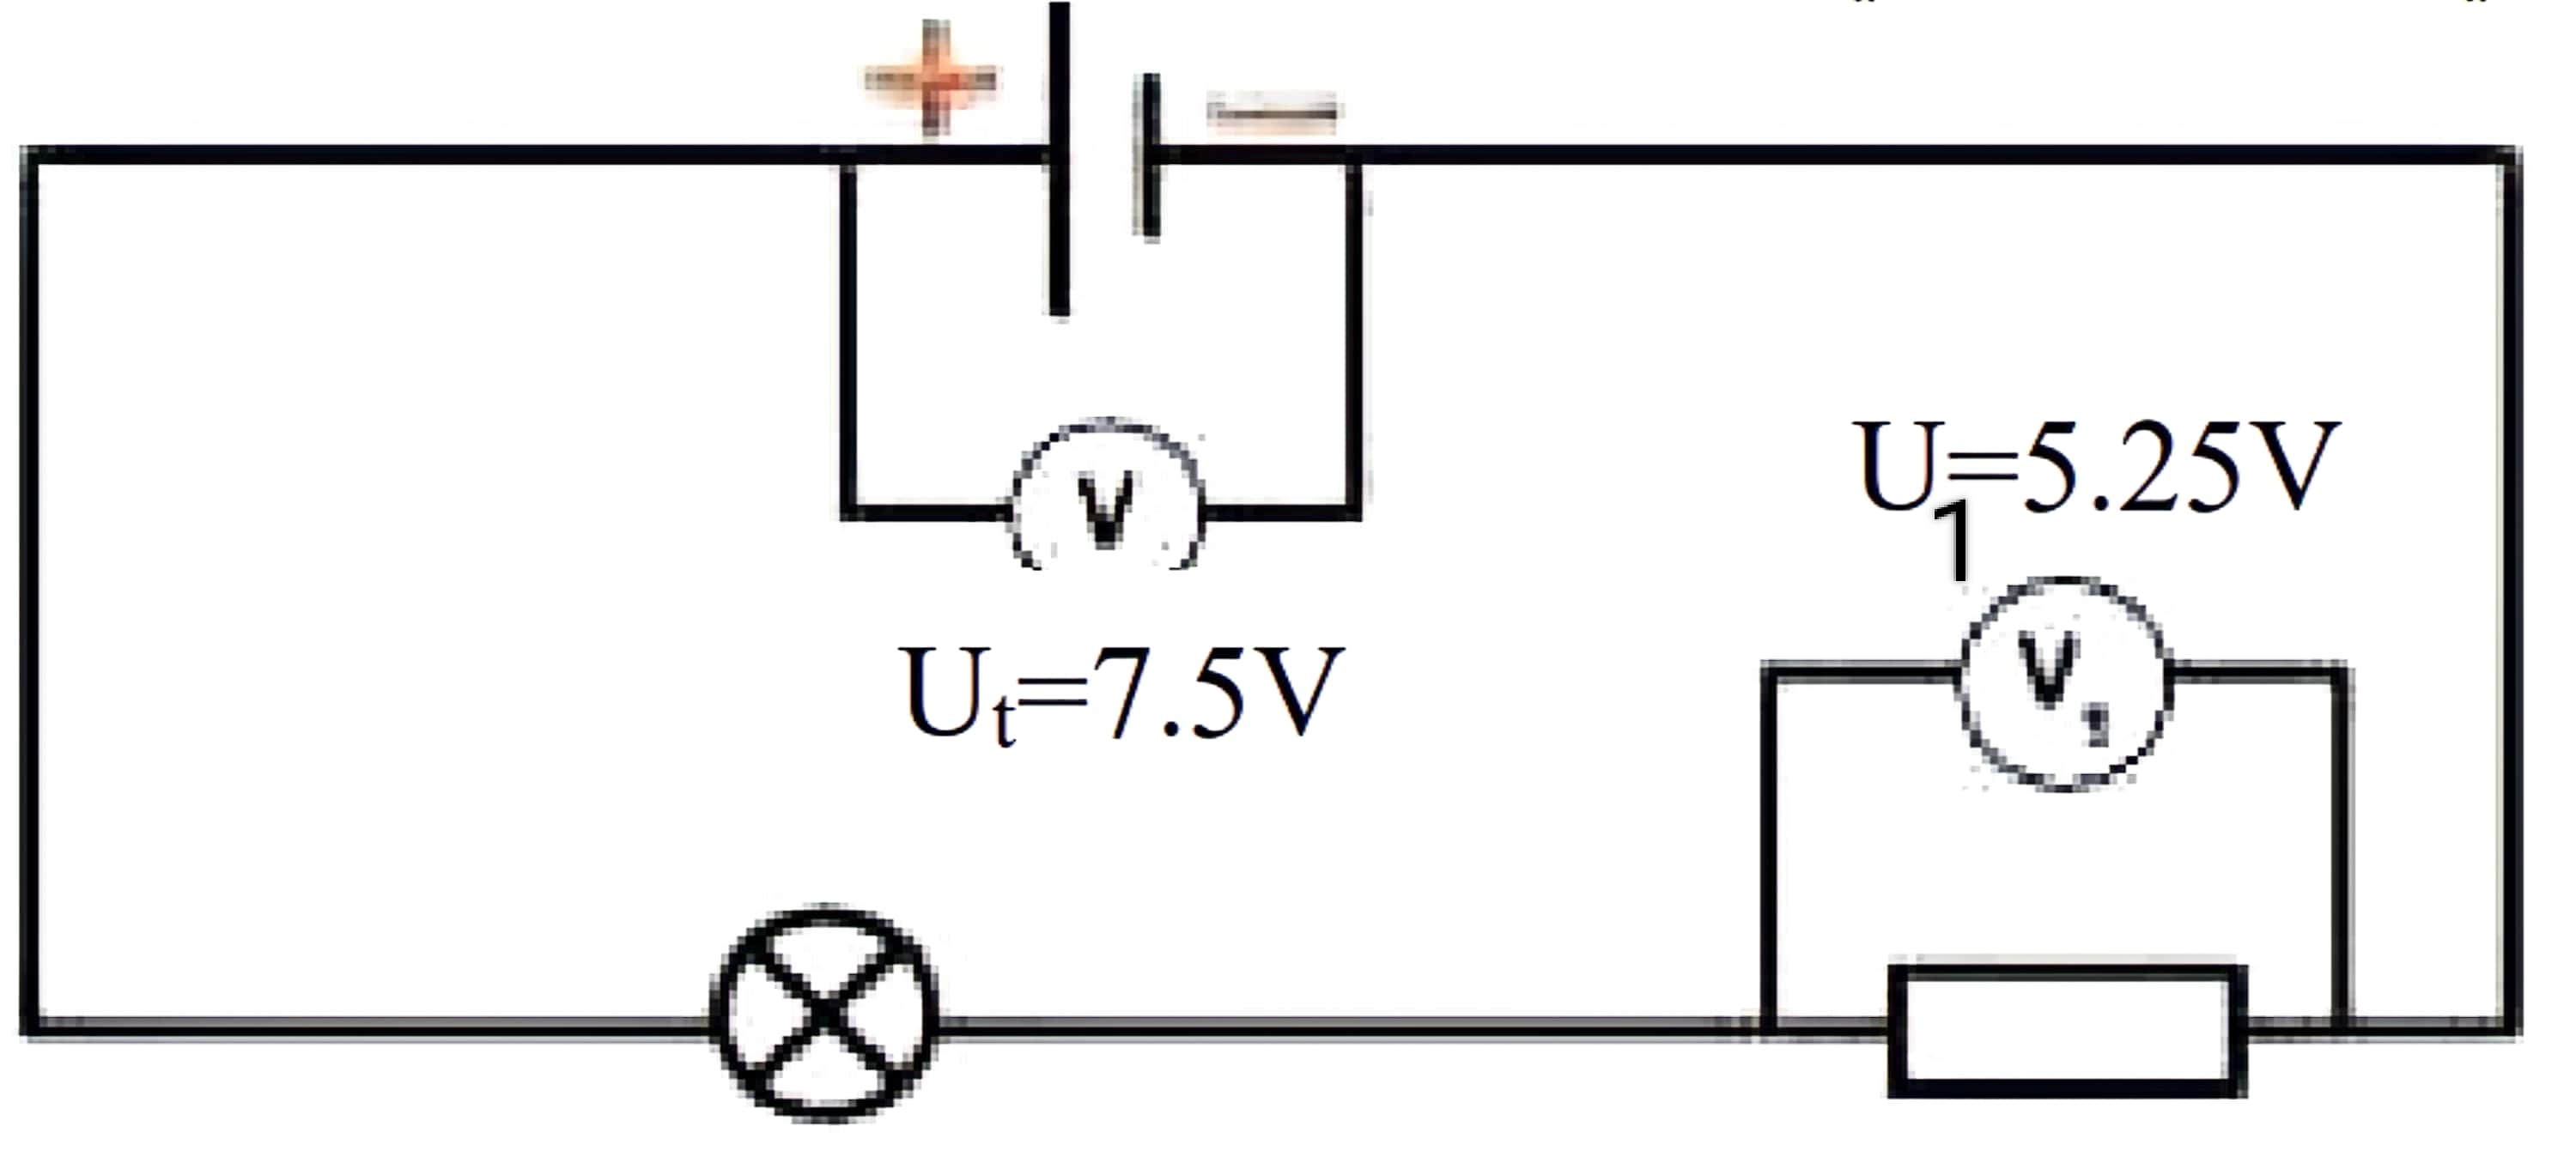 + −
V
U₁=5.25V
Uₜ=7.5V
V₁